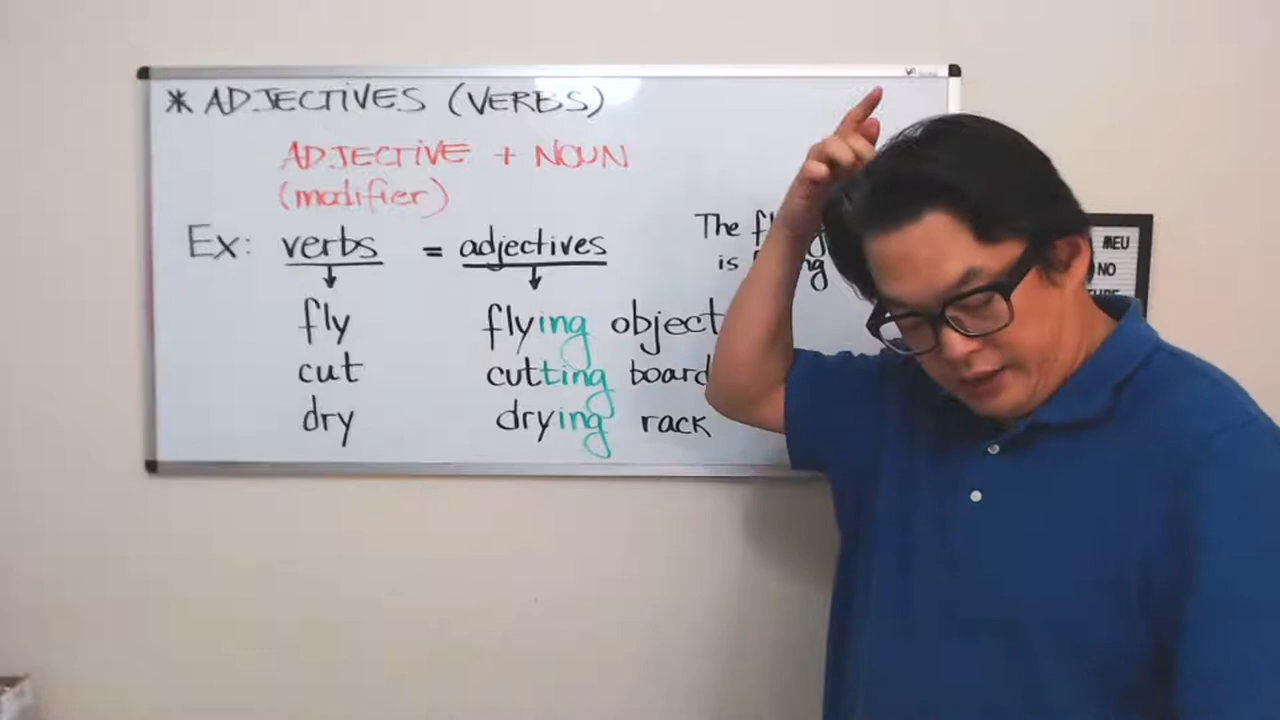 * ADJECTIVES (VERBS)
ADJECTIVE + NOUN
(modifier)
Ex: verbs = adjectives
fly flying object
cut cutting board
dry drying rack
The
is
MEU
NO